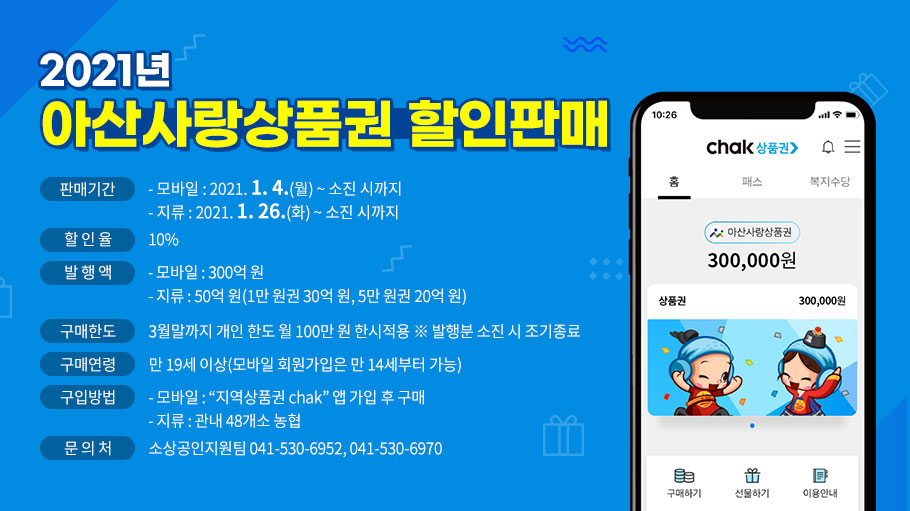 2021년
아산사랑상품권 할인판매
판매기간 - 모바일 : 2021. 1. 4.(월) ~ 소진 시까지
- 지류 : 2021. 1. 26.(화) ~ 소진 시까지
할 인 율 10%
발 행 액 - 모바일 : 300억 원
- 지류 : 50억 원(1만 원권 30억 원, 5만 원권 20억 원)
구매한도 3월말까지 개인 한도 월 100만 원 한시적용 ※ 발행분 소진 시 조기종료
구매연령 만 19세 이상(모바일 회원가입은 만 14세부터 가능)
구입방법 - 모바일 : “지역상품권 chak” 앱 가입 후 구매
- 지류 : 관내 48개소 농협
문 의 처 소상공인지원팀 041-530-6952, 041-530-6970
10:26
chak 상품권
홈 패스 복지수당
아산사랑상품권
300,000원
상품권 300,000원
구매하기 선물하기 이용안내